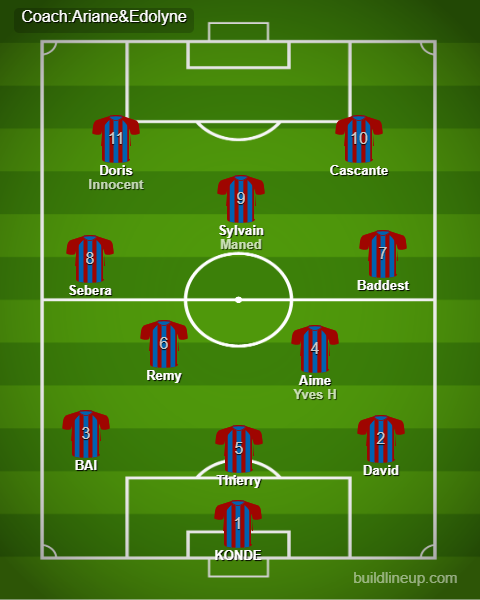 Coach:Ariane&Edolyne
11
Doris
Innocent
10
Cascante
9
Sylvain
Maned
8
Sebera
7
Baddest
6
Remy
4
Aime
Yves H
3
BAI
5
Thierry
2
David
1
KONDE
buildlineup.com